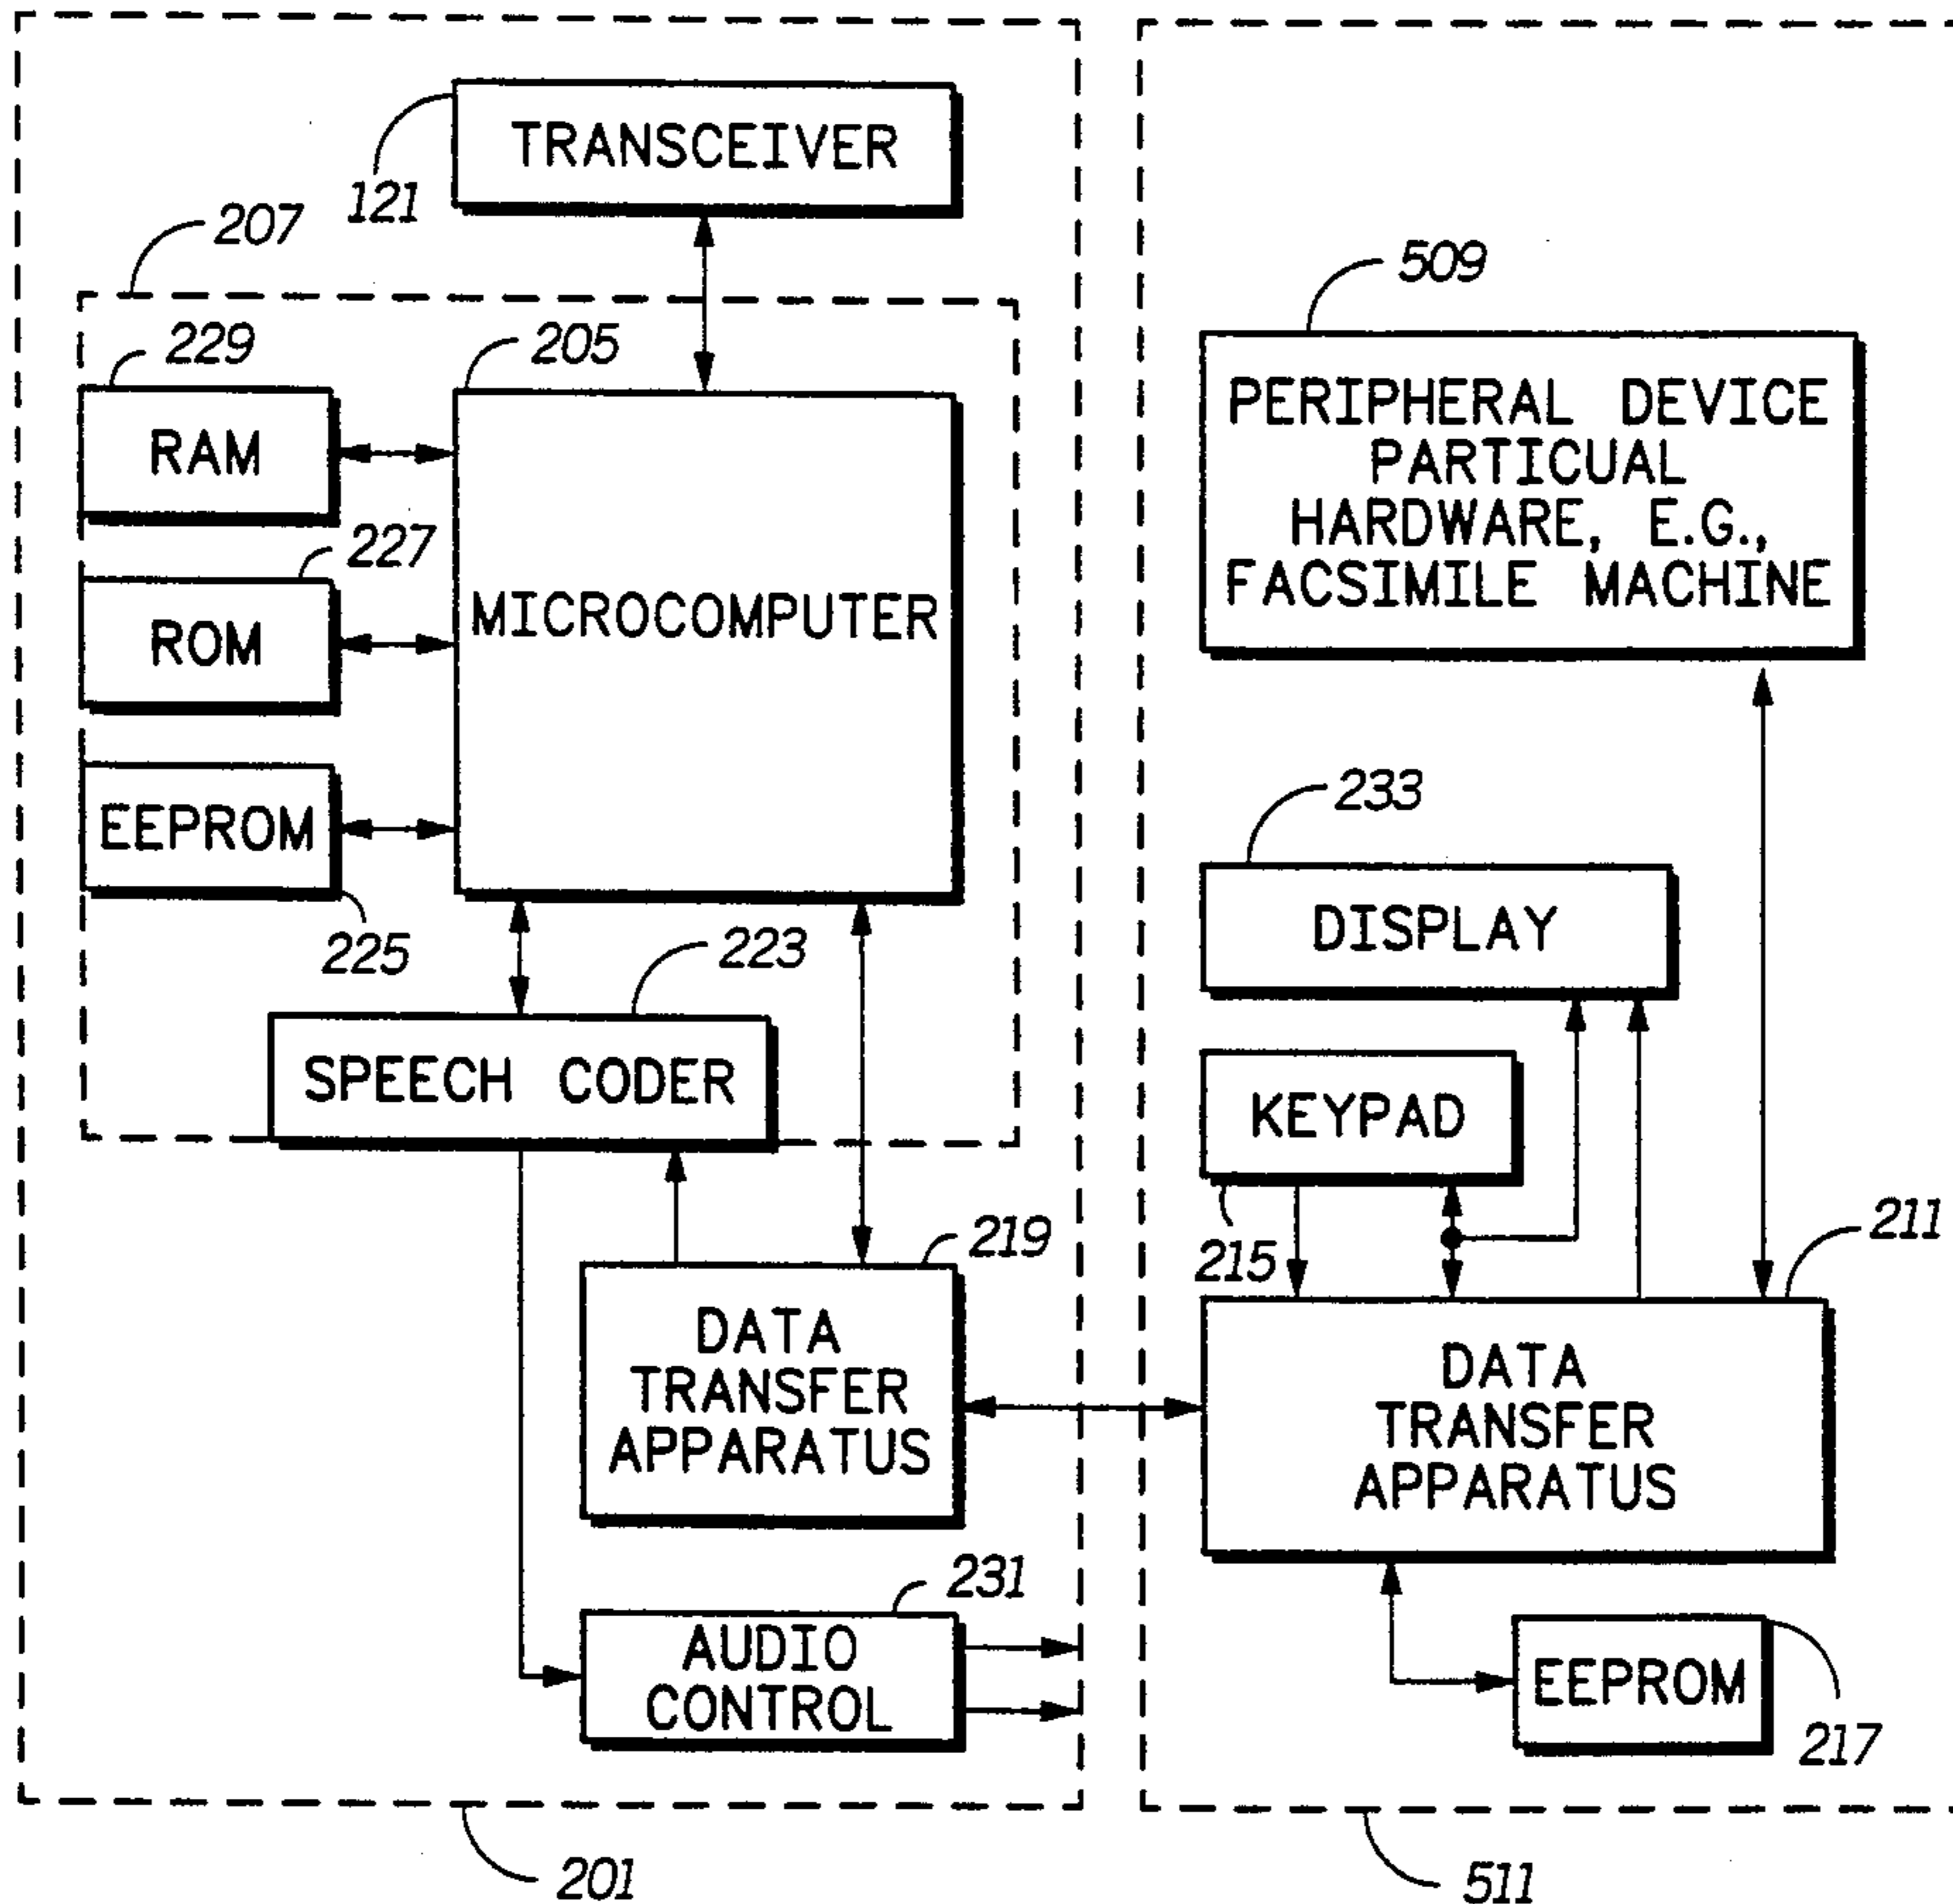 TRANSCEIVER
121
207
229
RAM
205
MICROCOMPUTER
227
ROM
EEPROM
225
223
SPEECH CODER
219
DATA
TRANSFER
APPARATUS
231
AUDIO
CONTROL
201
509
PERIPHERAL DEVICE
PARTICUAL
HARDWARE, E.G.,
FACSIMILE MACHINE
233
DISPLAY
KEYPAD
215
211
DATA
TRANSFER
APPARATUS
EEPROM
217
511